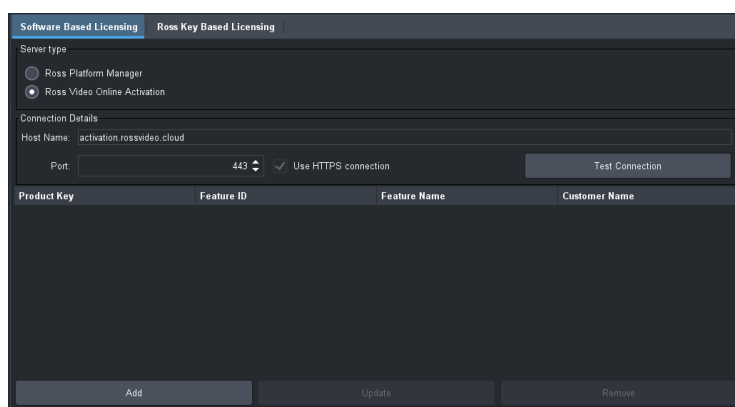 Software Based Licensing Ross Key Based Licensing
Server type
Ross Platform Manager
Ross Video Online Activation
Connection Details
Host Name: activation.rossvideo.cloud
Port: 443 Use HTTPS connection Test Connection
Product Key Feature ID Feature Name Customer Name
Add Update Remove